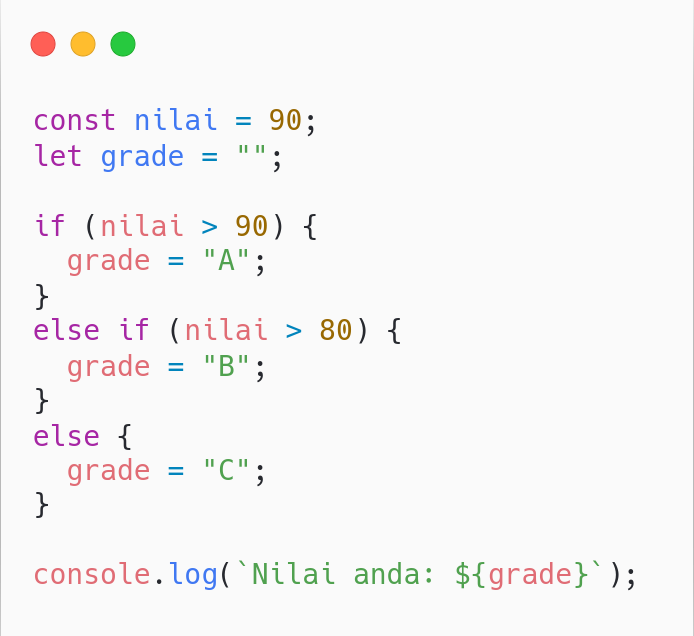 const nilai = 90;
let grade = "";

if (nilai > 90) {
  grade = "A";
}
else if (nilai > 80) {
  grade = "B";
}
else {
  grade = "C";
}

console.log(`Nilai anda: ${grade}`);